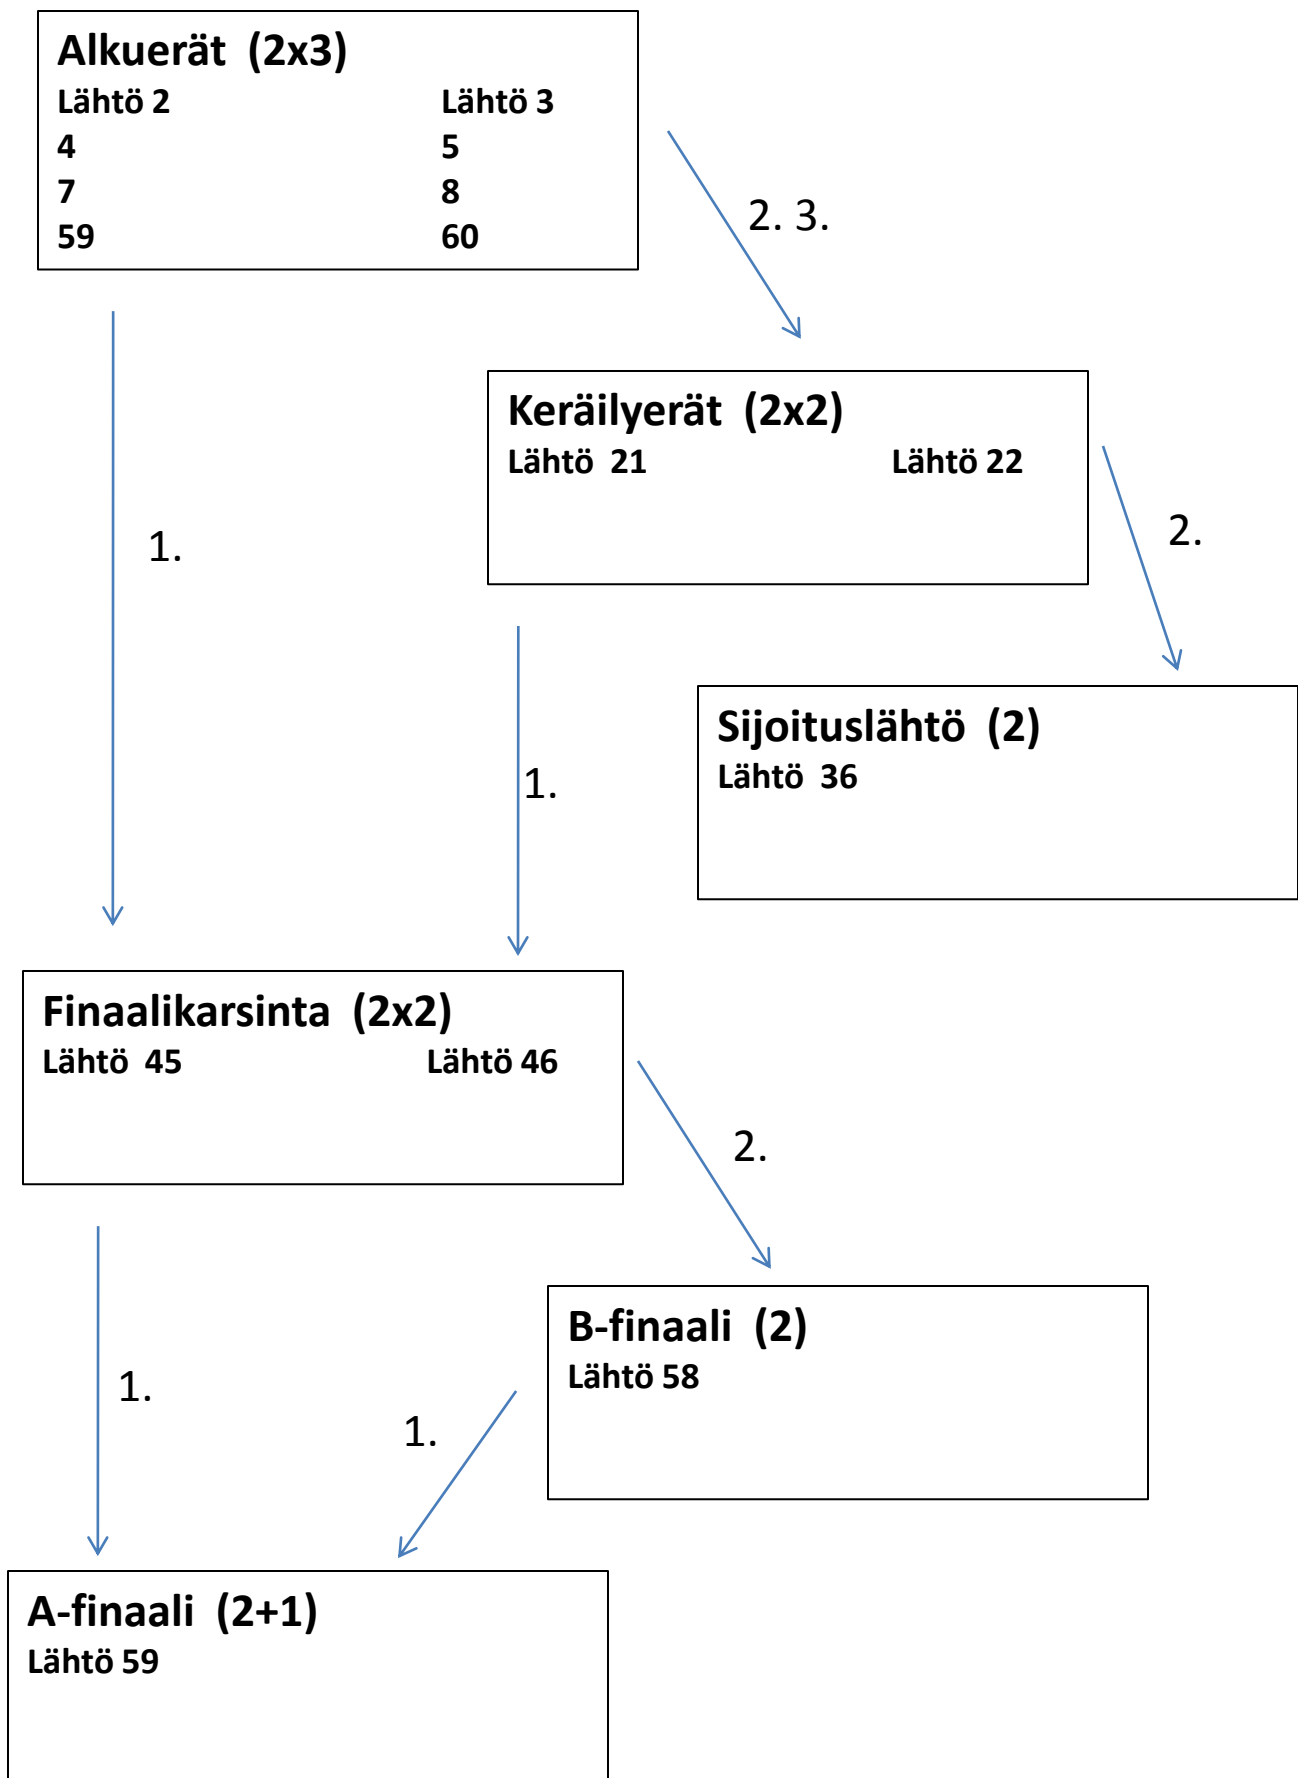 Alkuerät (2x3)
Lähtö 2 Lähtö 3
4 5
7 8
59 60
2. 3.
Keräilyerät (2x2)
Lähtö 21 Lähtö 22
1.
2.
Sijoituslähtö (2)
Lähtö 36
1.
Finaalikarsinta (2x2)
Lähtö 45 Lähtö 46
2.
B-finaali (2)
Lähtö 58
1.
1.
A-finaali (2+1)
Lähtö 59